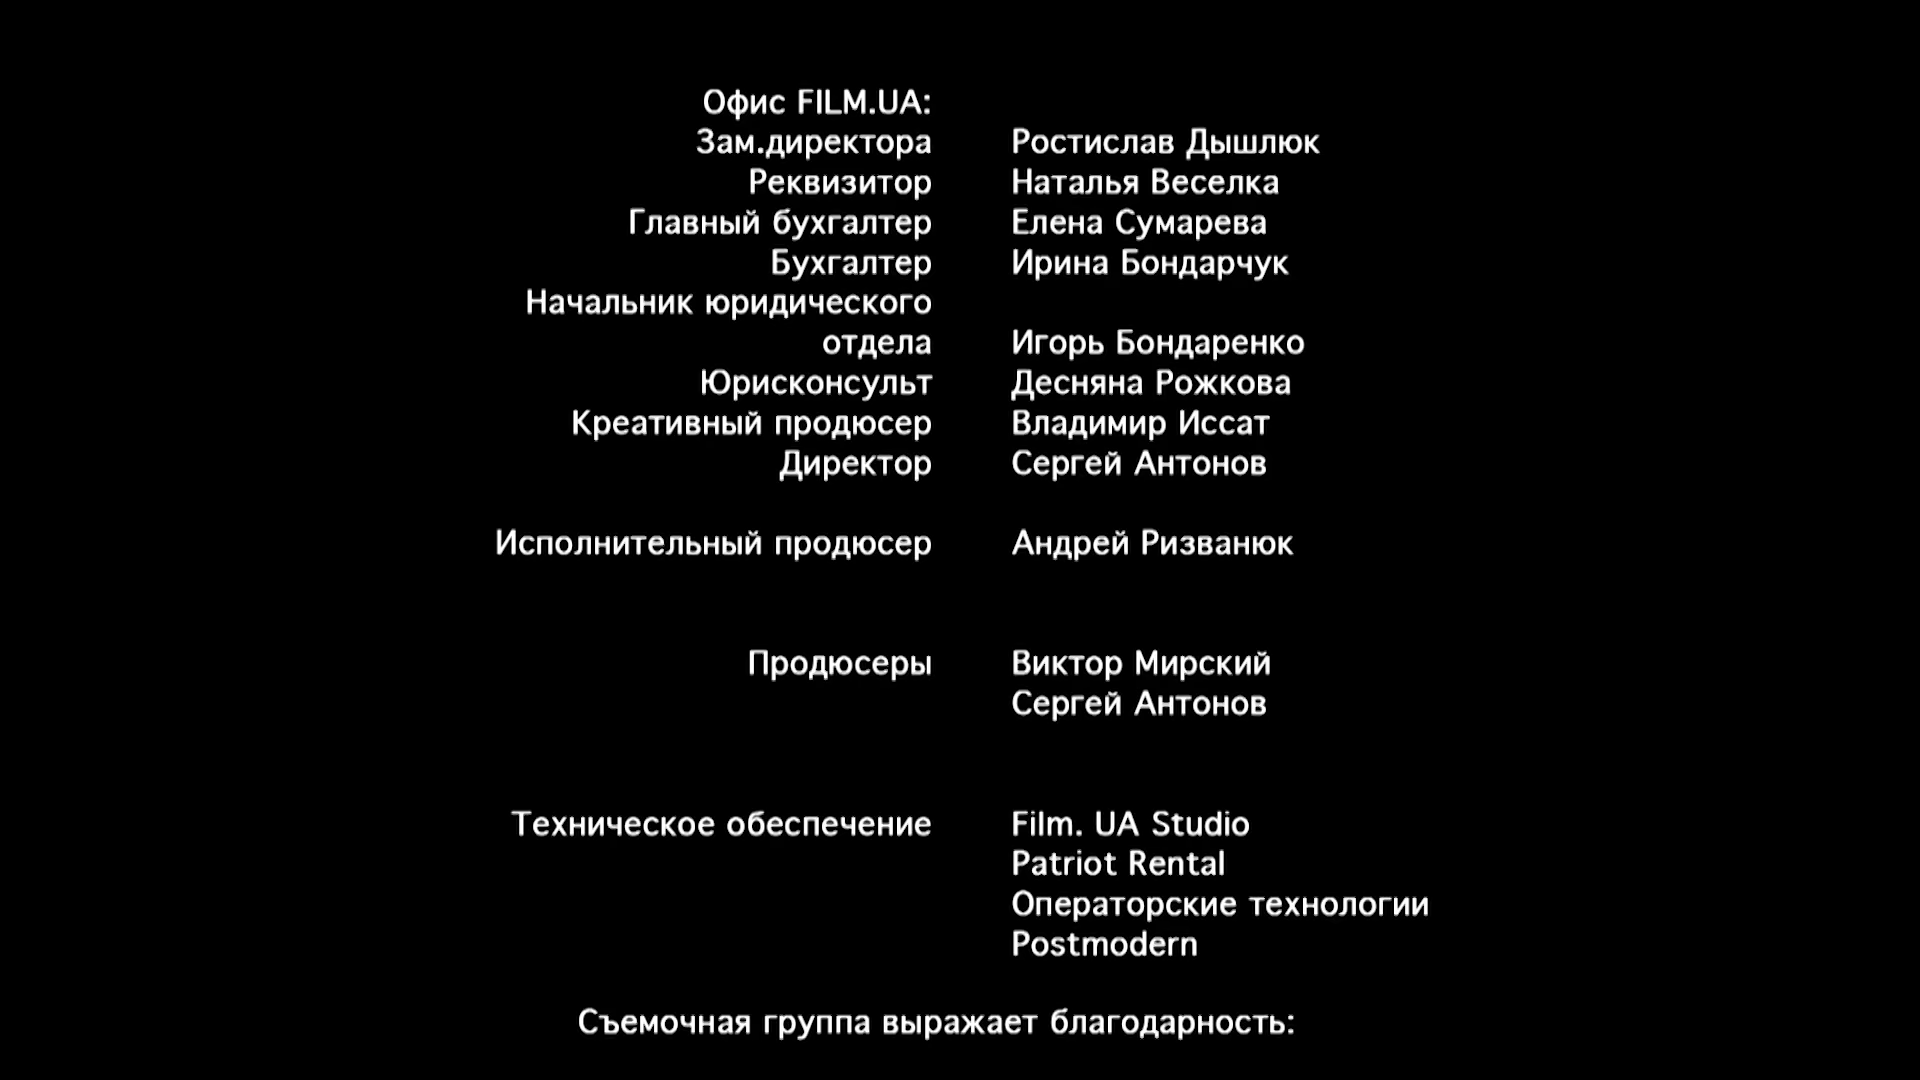 Офис FILM.UA:
Зам.директора Ростислав Дышлюк
Реквизитор Наталья Веселка
Главный бухгалтер Елена Сумарева
Бухгалтер Ирина Бондарчук
Начальник юридического
отдела Игорь Бондаренко
Юрисконсульт Десняна Рожкова
Креативный продюсер Владимир Иссат
Директор Сергей Антонов
Исполнительный продюсер Андрей Ризванюк
Продюсеры Виктор Мирский
Сергей Антонов
Техническое обеспечение Film. UA Studio
Patriot Rental
Операторские технологии
Postmodern
Съемочная группа выражает благодарность: